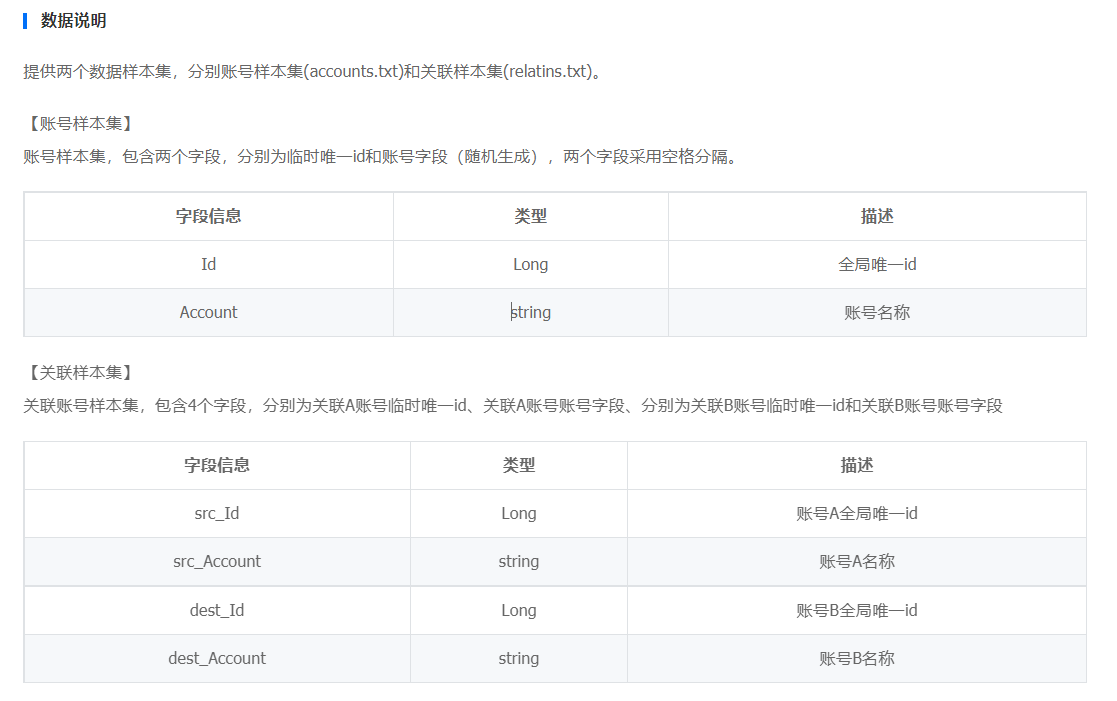 数据说明
提供两个数据样本集，分别账号样本集(accounts.txt)和关联样本集(relatins.txt)。
【账号样本集】
账号样本集，包含两个字段，分别为临时唯一id和账号字段（随机生成），两个字段采用空格分隔。
字段信息 类型 描述
Id Long 全局唯一id
Account string 账号名称
【关联样本集】
关联账号样本集，包含4个字段，分别为关联A账号临时唯一id、关联A账号账号字段、分别为关联B账号临时唯一id和关联B账号账号字段
字段信息 类型 描述
src_Id Long 账号A全局唯一id
src_Account string 账号A名称
dest_Id Long 账号B全局唯一id
dest_Account string 账号B名称